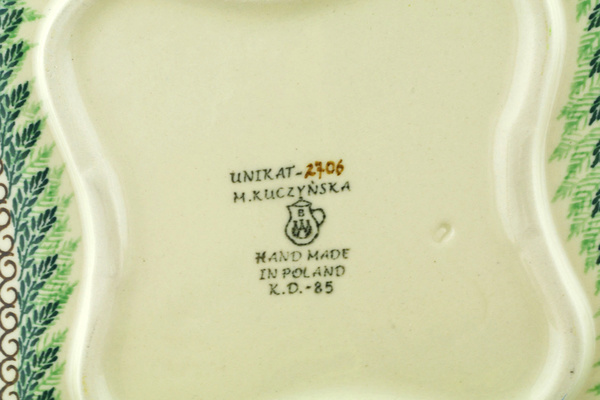 UNIKAT-2706
M.KUCZYŃSKA
B
HAND MADE
IN POLAND
K.D.-85